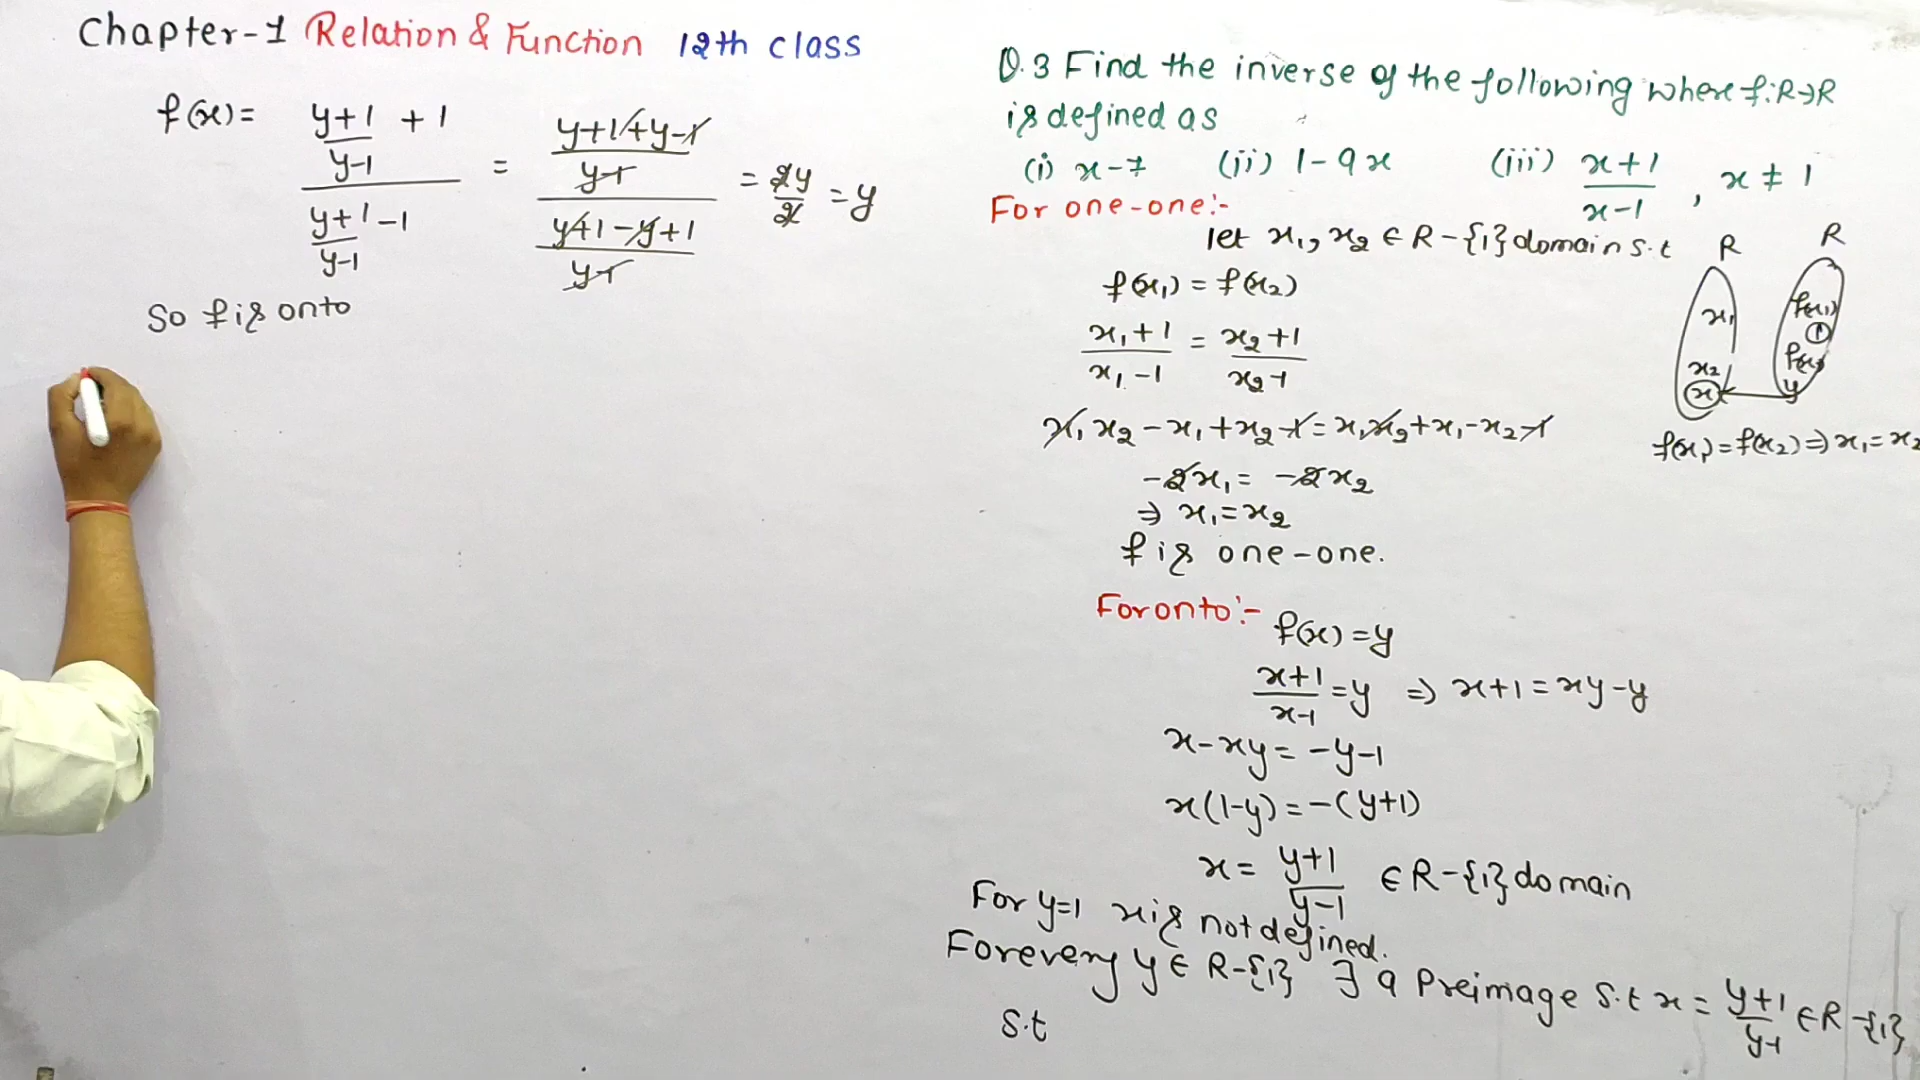 Chapter-1 Relation & Function 12th class
f(x) = ((y+1)/(y-1) + 1)/((y+1)/(y-1) - 1) = ((y+1+y-1)/(y-1))/((y+1-y+1)/(y-1)) = 2y/2 = y
So f is onto
Q.3 Find the inverse of the following where f:R→R
is defined as
(i) x-7 (ii) 1-9x (iii) (x+1)/(x-1), x≠1
For one-one:-
let x₁, x₂ ∈ R-{1} domain s.t
f(x₁) = f(x₂)
(x₁+1)/(x₁-1) = (x₂+1)/(x₂-1)
x₁x₂-x₁+x₂-1 = x₁x₂+x₁-x₂-1
-2x₁ = -2x₂
⇒ x₁=x₂
f is one-one.
R R
x₁ f(x₁)
1
x₂ f(x₂)
x y
f(x₁)=f(x₂)⇒x₁=x₂
For onto:-
f(x)=y
(x+1)/(x-1)=y ⇒ x+1=xy-y
x-xy=-y-1
x(1-y)=-(y+1)
x= (y+1)/(y-1) ∈R-{1} domain
For y=1 x is not defined.
For every y∈ R-{1} ∃ a Preimage S.t x= (y+1)/(y-1) ∈R-{1}
S.t